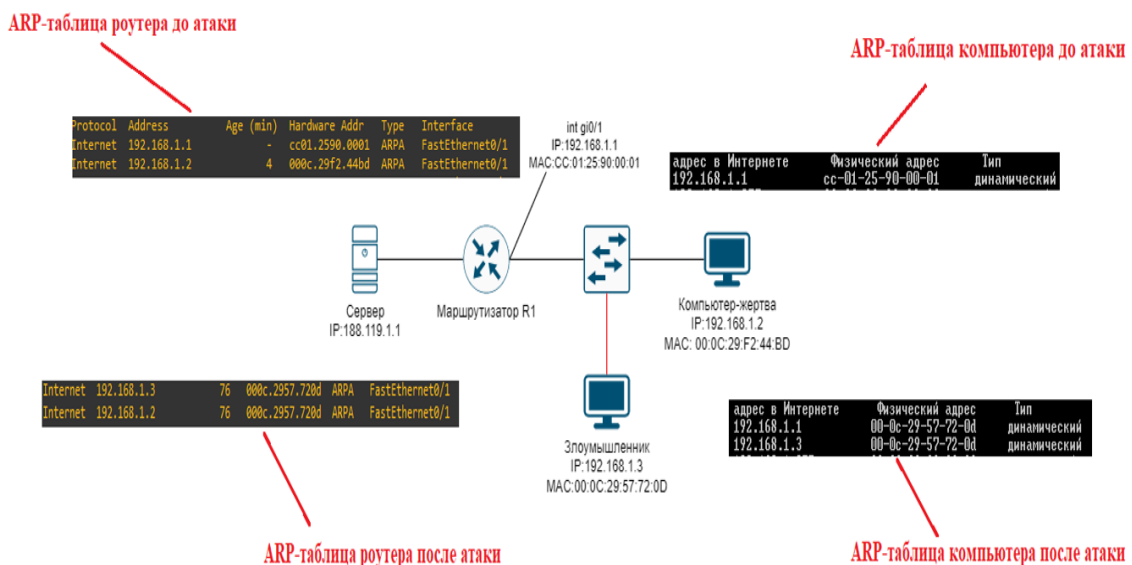 ARP-таблица роутера до атаки
ARP-таблица компьютера до атаки
Protocol Address Age (min) Hardware Addr Type Interface
Internet 192.168.1.1 - cc01.2590.0001 ARPA FastEthernet0/1
Internet 192.168.1.2 4 000c.29f2.44bd ARPA FastEthernet0/1
int gi0/1
IP:192.168.1.1
MAC:CC:01:25:90:00:01
адрес в Интернете Физический адрес Тип
192.168.1.1 cc-01-25-90-00-01 динамический
Сервер
IP:188.119.1.1
Маршрутизатор R1
Компьютер-жертва
IP:192.168.1.2
MAC: 00:0C:29:F2:44:BD
Internet 192.168.1.3 76 000c.2957.720d ARPA FastEthernet0/1
Internet 192.168.1.2 76 000c.2957.720d ARPA FastEthernet0/1
Злоумышленник
IP:192.168.1.3
MAC:00:0C:29:57:72:0D
адрес в Интернете Физический адрес Тип
192.168.1.1 00-0c-29-57-72-0d динамический
192.168.1.3 00-0c-29-57-72-0d динамический
ARP-таблица роутера после атаки
ARP-таблица компьютера после атаки